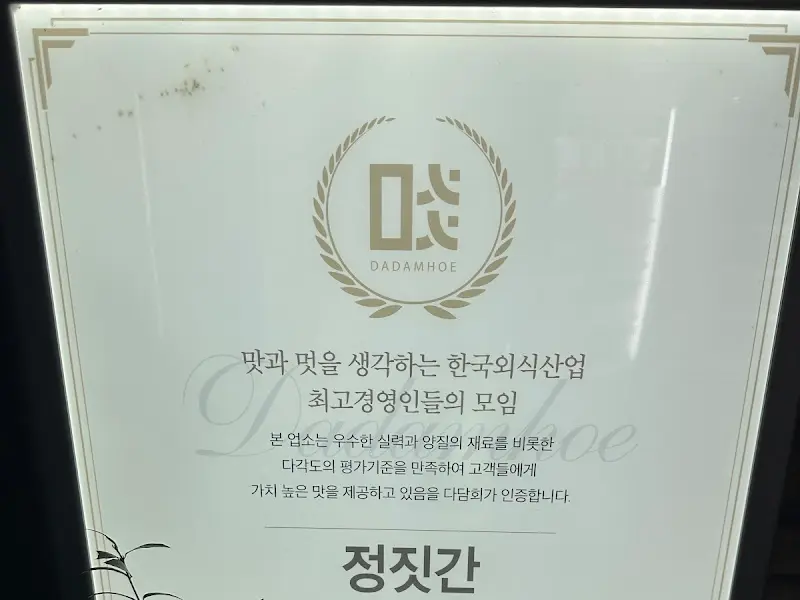 DADAMHOE
맛과 멋을 생각하는 한국외식산업
최고경영인들의 모임
Dadamhoe
본 업소는 우수한 실력과 양질의 재료를 비롯한
다각도의 평가기준을 만족하여 고객들에게
가치 높은 맛을 제공하고 있음을 다담회가 인증합니다.
정짓간